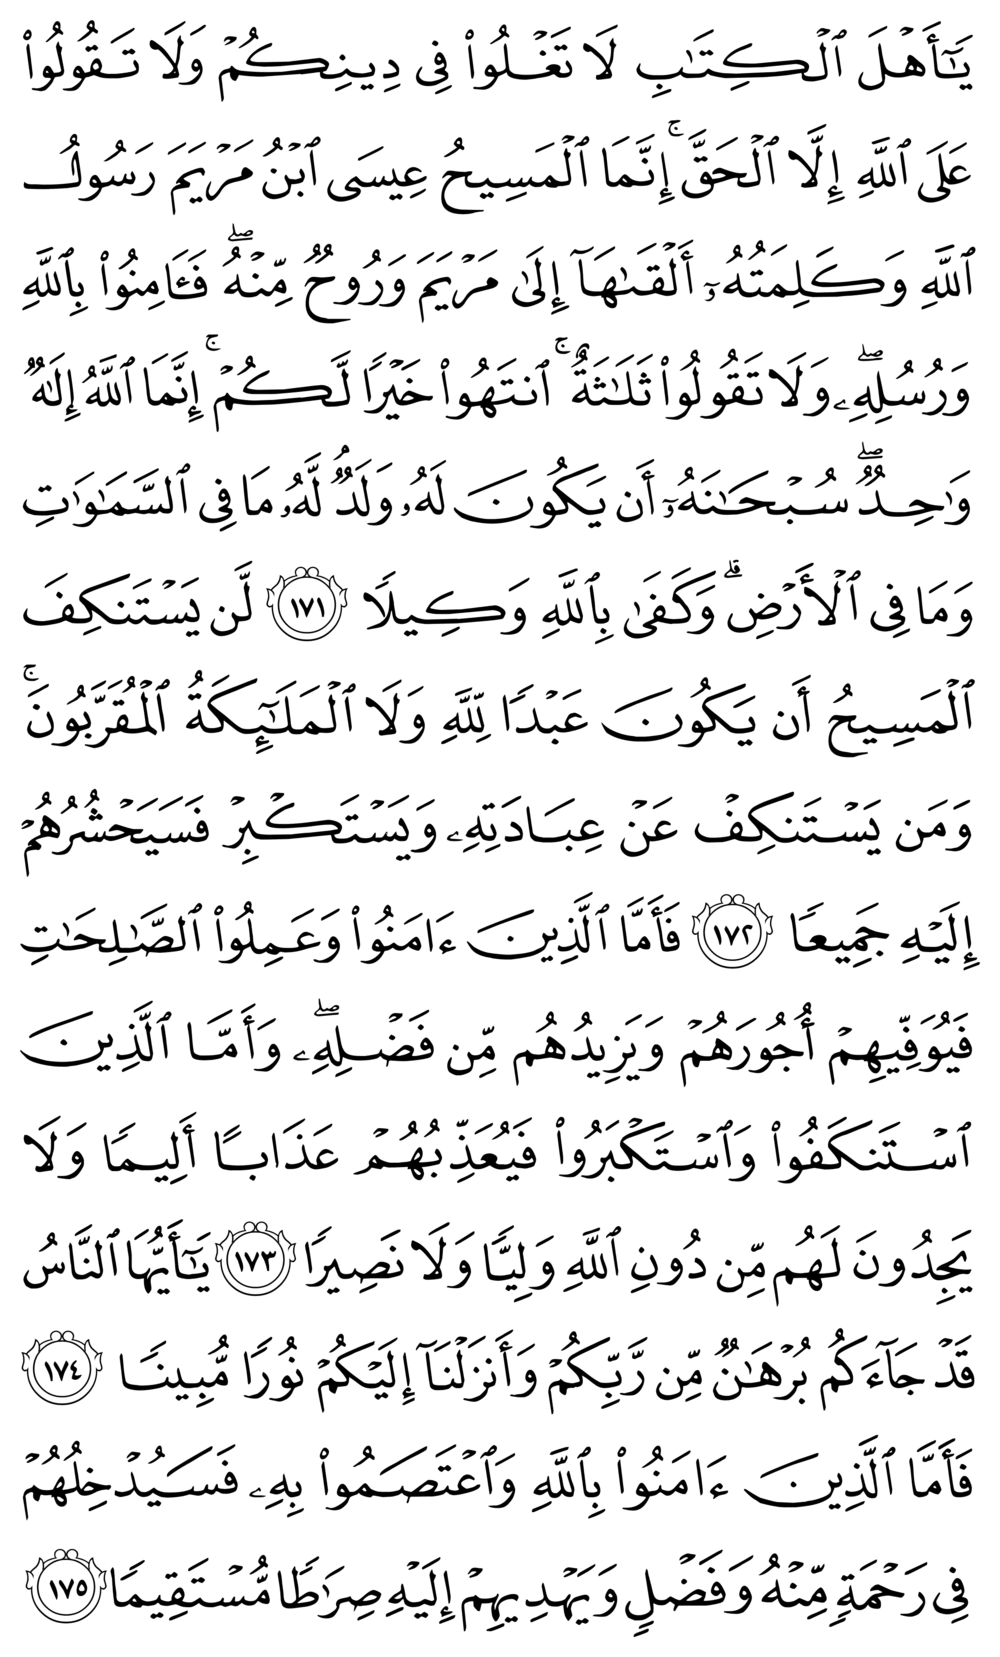 يَٰٓأَهۡلَ ٱلۡكِتَٰبِ لَا تَغۡلُواْ فِي دِينِكُمۡ وَلَا تَقُولُواْ
عَلَى ٱللَّهِ إِلَّا ٱلۡحَقَّۚ إِنَّمَا ٱلۡمَسِيحُ عِيسَى ٱبۡنُ مَرۡيَمَ رَسُولُ
ٱللَّهِ وَكَلِمَتُهُۥٓ أَلۡقَىٰهَآ إِلَىٰ مَرۡيَمَ وَرُوحٞ مِّنۡهُۖ فَـَٔامِنُواْ بِٱللَّهِ
وَرُسُلِهِۦۖ وَلَا تَقُولُواْ ثَلَٰثَةٌۚ ٱنتَهُواْ خَيۡرٗا لَّكُمۡۚ إِنَّمَا ٱللَّهُ إِلَٰهٞ
وَٰحِدٞۖ سُبۡحَٰنَهُۥٓ أَن يَكُونَ لَهُۥ وَلَدٞۘ لَّهُۥ مَا فِي ٱلسَّمَٰوَٰتِ
وَمَا فِي ٱلۡأَرۡضِۗ وَكَفَىٰ بِٱللَّهِ وَكِيلٗا ١٧١ لَّن يَسۡتَنكِفَ
ٱلۡمَسِيحُ أَن يَكُونَ عَبۡدٗا لِّلَّهِ وَلَا ٱلۡمَلَٰٓئِكَةُ ٱلۡمُقَرَّبُونَۚ
وَمَن يَسۡتَنكِفۡ عَنۡ عِبَادَتِهِۦ وَيَسۡتَكۡبِرۡ فَسَيَحۡشُرُهُمۡ
إِلَيۡهِ جَمِيعٗا ١٧٢ فَأَمَّا ٱلَّذِينَ ءَامَنُواْ وَعَمِلُواْ ٱلصَّٰلِحَٰتِ
فَيُوَفِّيهِمۡ أُجُورَهُمۡ وَيَزِيدُهُم مِّن فَضۡلِهِۦۖ وَأَمَّا ٱلَّذِينَ
ٱسۡتَنكَفُواْ وَٱسۡتَكۡبَرُواْ فَيُعَذِّبُهُمۡ عَذَابًا أَلِيمٗا وَلَا
يَجِدُونَ لَهُم مِّن دُونِ ٱللَّهِ وَلِيّٗا وَلَا نَصِيرٗا ١٧٣ يَٰٓأَيُّهَا ٱلنَّاسُ
قَدۡ جَآءَكُم بُرۡهَٰنٞ مِّن رَّبِّكُمۡ وَأَنزَلۡنَآ إِلَيۡكُمۡ نُورٗا مُّبِينٗا ١٧٤
فَأَمَّا ٱلَّذِينَ ءَامَنُواْ بِٱللَّهِ وَٱعۡتَصَمُواْ بِهِۦ فَسَيُدۡخِلُهُمۡ
فِي رَحۡمَةٖ مِّنۡهُ وَفَضۡلٖ وَيَهۡدِيهِمۡ إِلَيۡهِ صِرَٰطٗا مُّسۡتَقِيمٗا ١٧٥